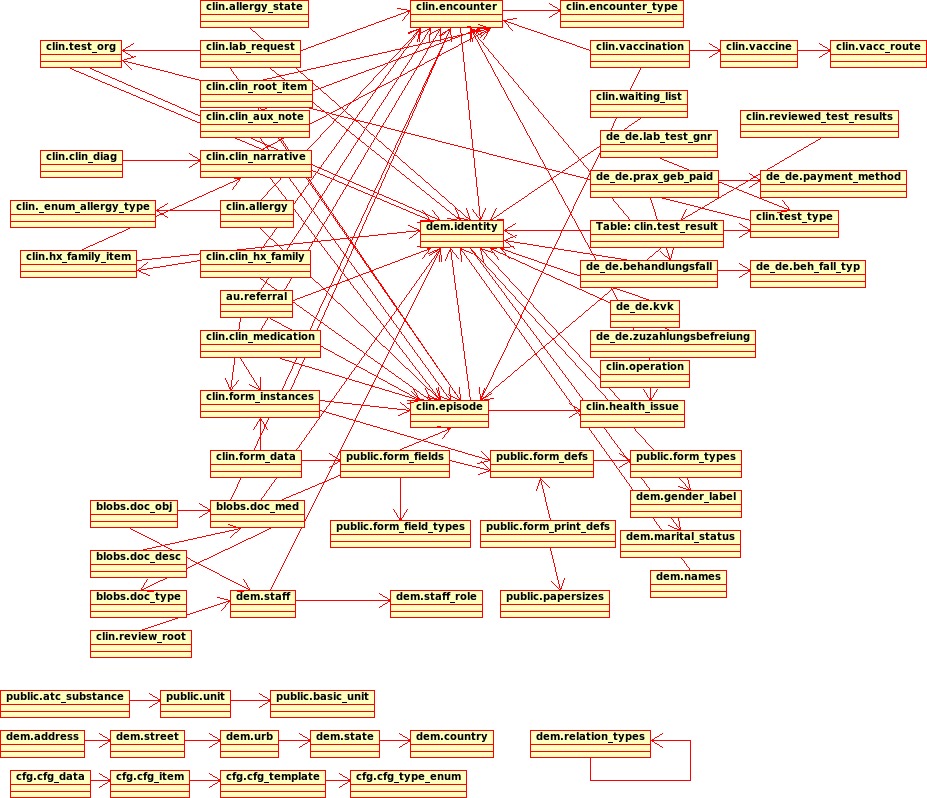 clin.allergy_state
clin.encounter
clin.encounter_type
clin.test_org
clin.lab_request
clin.vaccination
clin.vaccine
clin.vacc_route
clin.clin_root_item
clin.waiting_list
clin.clin_aux_note
clin.reviewed_test_results
de_de.lab_test_gnr
clin.clin_diag
clin.clin_narrative
de_de.prax_geb_paid
de_de.payment_method
clin._enum_allergy_type
clin.allergy
clin.test_type
dem.identity
Table: clin.test_result
clin.hx_family_item
clin.clin_hx_family
de_de.behandlungsfall
de_de.beh_fall_typ
au.referral
de_de.kvk
clin.clin_medication
de_de.zuzahlungsbefreiung
clin.operation
clin.form_instances
clin.episode
clin.health_issue
clin.form_data
public.form_fields
public.form_defs
public.form_types
dem.gender_label
blobs.doc_obj
blobs.doc_med
public.form_field_types
public.form_print_defs
dem.marital_status
blobs.doc_desc
dem.names
blobs.doc_type
dem.staff
dem.staff_role
public.papersizes
clin.review_root
public.atc_substance
public.unit
public.basic_unit
dem.address
dem.street
dem.urb
dem.state
dem.country
dem.relation_types
cfg.cfg_data
cfg.cfg_item
cfg.cfg_template
cfg.cfg_type_enum